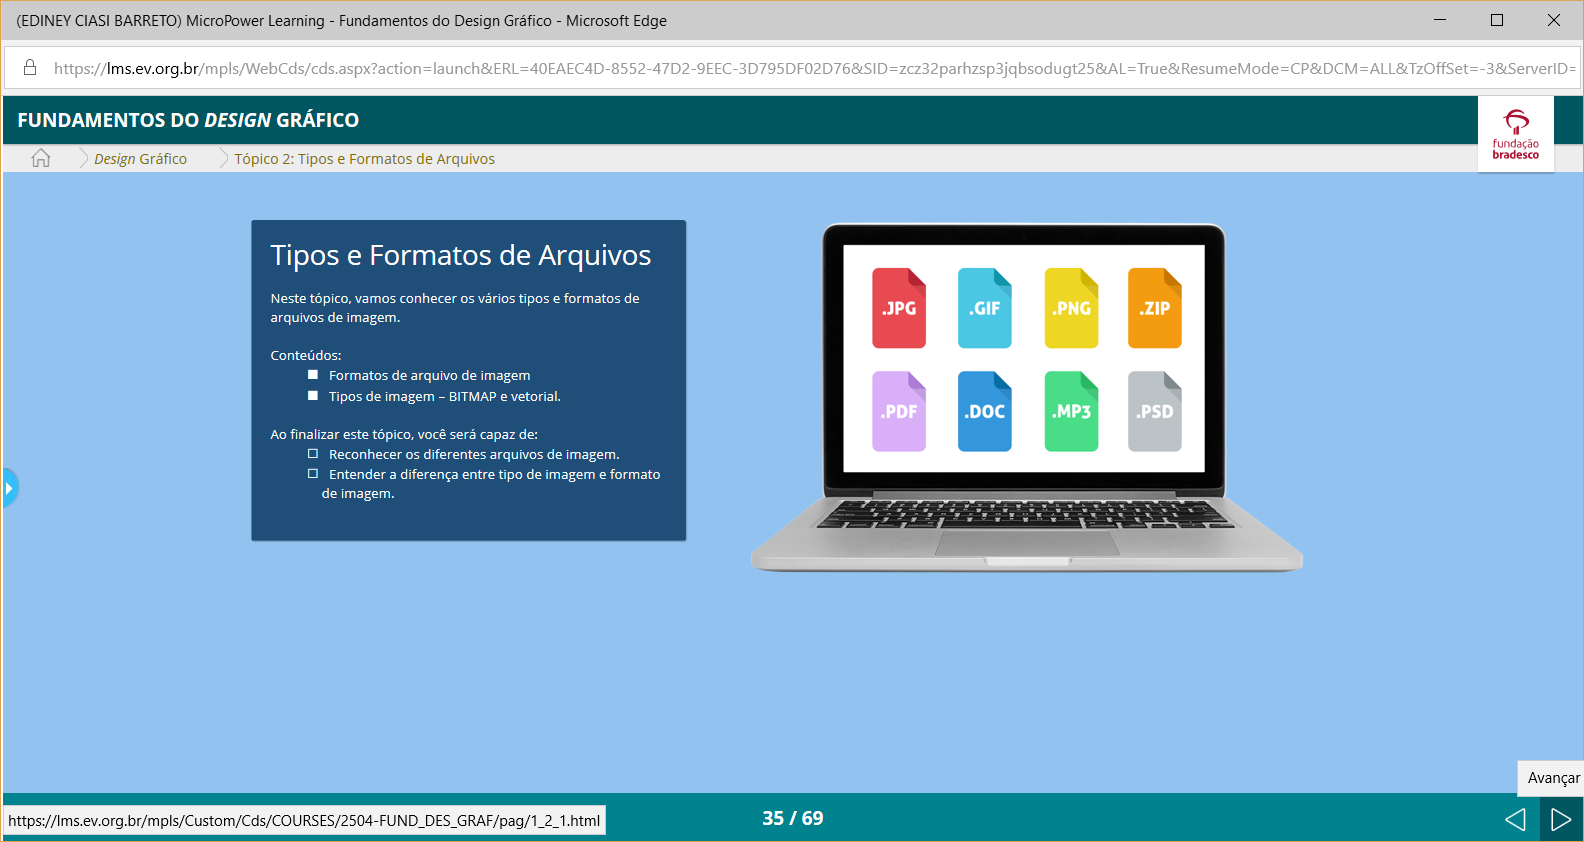 (EDINEY CIASI BARRETO) MicroPower Learning - Fundamentos do Design Gráfico - Microsoft Edge
https://lms.ev.org.br/mpls/WebCds/cds.aspx?action=launch&ERL=40EAEC4D-8552-47D2-9EEC-3D795DF02D76&SID=zcz32parhzsp3jqbsodugt25&AL=True&ResumeMode=CP&DCM=ALL&TzOffSet=-3&ServerID=
FUNDAMENTOS DO DESIGN GRÁFICO
fundação
bradesco
Design Gráfico
Tópico 2: Tipos e Formatos de Arquivos
Tipos e Formatos de Arquivos
Neste tópico, vamos conhecer os vários tipos e formatos de
arquivos de imagem.
Conteúdos:
Formatos de arquivo de imagem
Tipos de imagem – BITMAP e vetorial.
Ao finalizar este tópico, você será capaz de:
Reconhecer os diferentes arquivos de imagem.
Entender a diferença entre tipo de imagem e formato
de imagem.
.JPG .GIF .PNG .ZIP
.PDF .DOC .MP3 .PSD
Avançar
https://lms.ev.org.br/mpls/Custom/Cds/COURSES/2504-FUND_DES_GRAF/pag/1_2_1.html
35 / 69